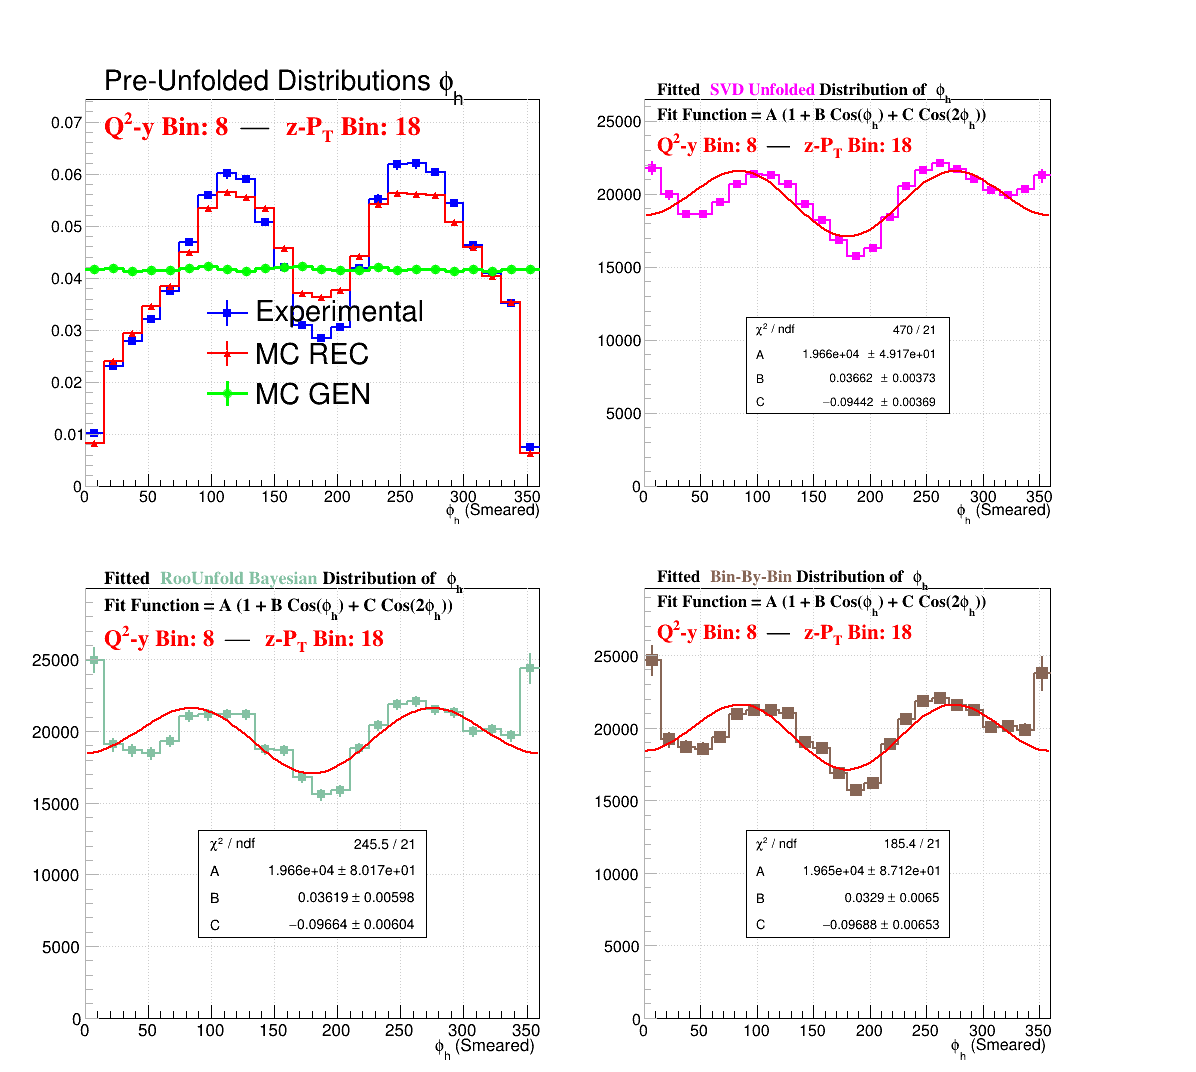 Pre-Unfolded Distributions ϕh
Q2-y Bin: 8 — z-PT Bin: 18
0.07
0.06
0.05
0.04
0.03
0.02
0.01
0
Experimental
MC REC
MC GEN
0 50 100 150 200 250 300 350
ϕh (Smeared)
Fitted SVD Unfolded Distribution of ϕh
Fit Function = A (1 + B Cos(ϕh) + C Cos(2ϕh))
Q2-y Bin: 8 — z-PT Bin: 18
25000
20000
15000
10000
5000
0
χ2 / ndf 470 / 21
A 1.966e+04 ± 4.917e+01
B 0.03662 ± 0.00373
C −0.09442 ± 0.00369
0 50 100 150 200 250 300 350
ϕh (Smeared)
Fitted RooUnfold Bayesian Distribution of ϕh
Fit Function = A (1 + B Cos(ϕh) + C Cos(2ϕh))
Q2-y Bin: 8 — z-PT Bin: 18
25000
20000
15000
10000
5000
0
χ2 / ndf 245.5 / 21
A 1.966e+04 ± 8.017e+01
B 0.03619 ± 0.00598
C −0.09664 ± 0.00604
0 50 100 150 200 250 300 350
ϕh (Smeared)
Fitted Bin-By-Bin Distribution of ϕh
Fit Function = A (1 + B Cos(ϕh) + C Cos(2ϕh))
Q2-y Bin: 8 — z-PT Bin: 18
25000
20000
15000
10000
5000
0
χ2 / ndf 185.4 / 21
A 1.965e+04 ± 8.712e+01
B 0.0329 ± 0.0065
C −0.09688 ± 0.00653
0 50 100 150 200 250 300 350
ϕh (Smeared)